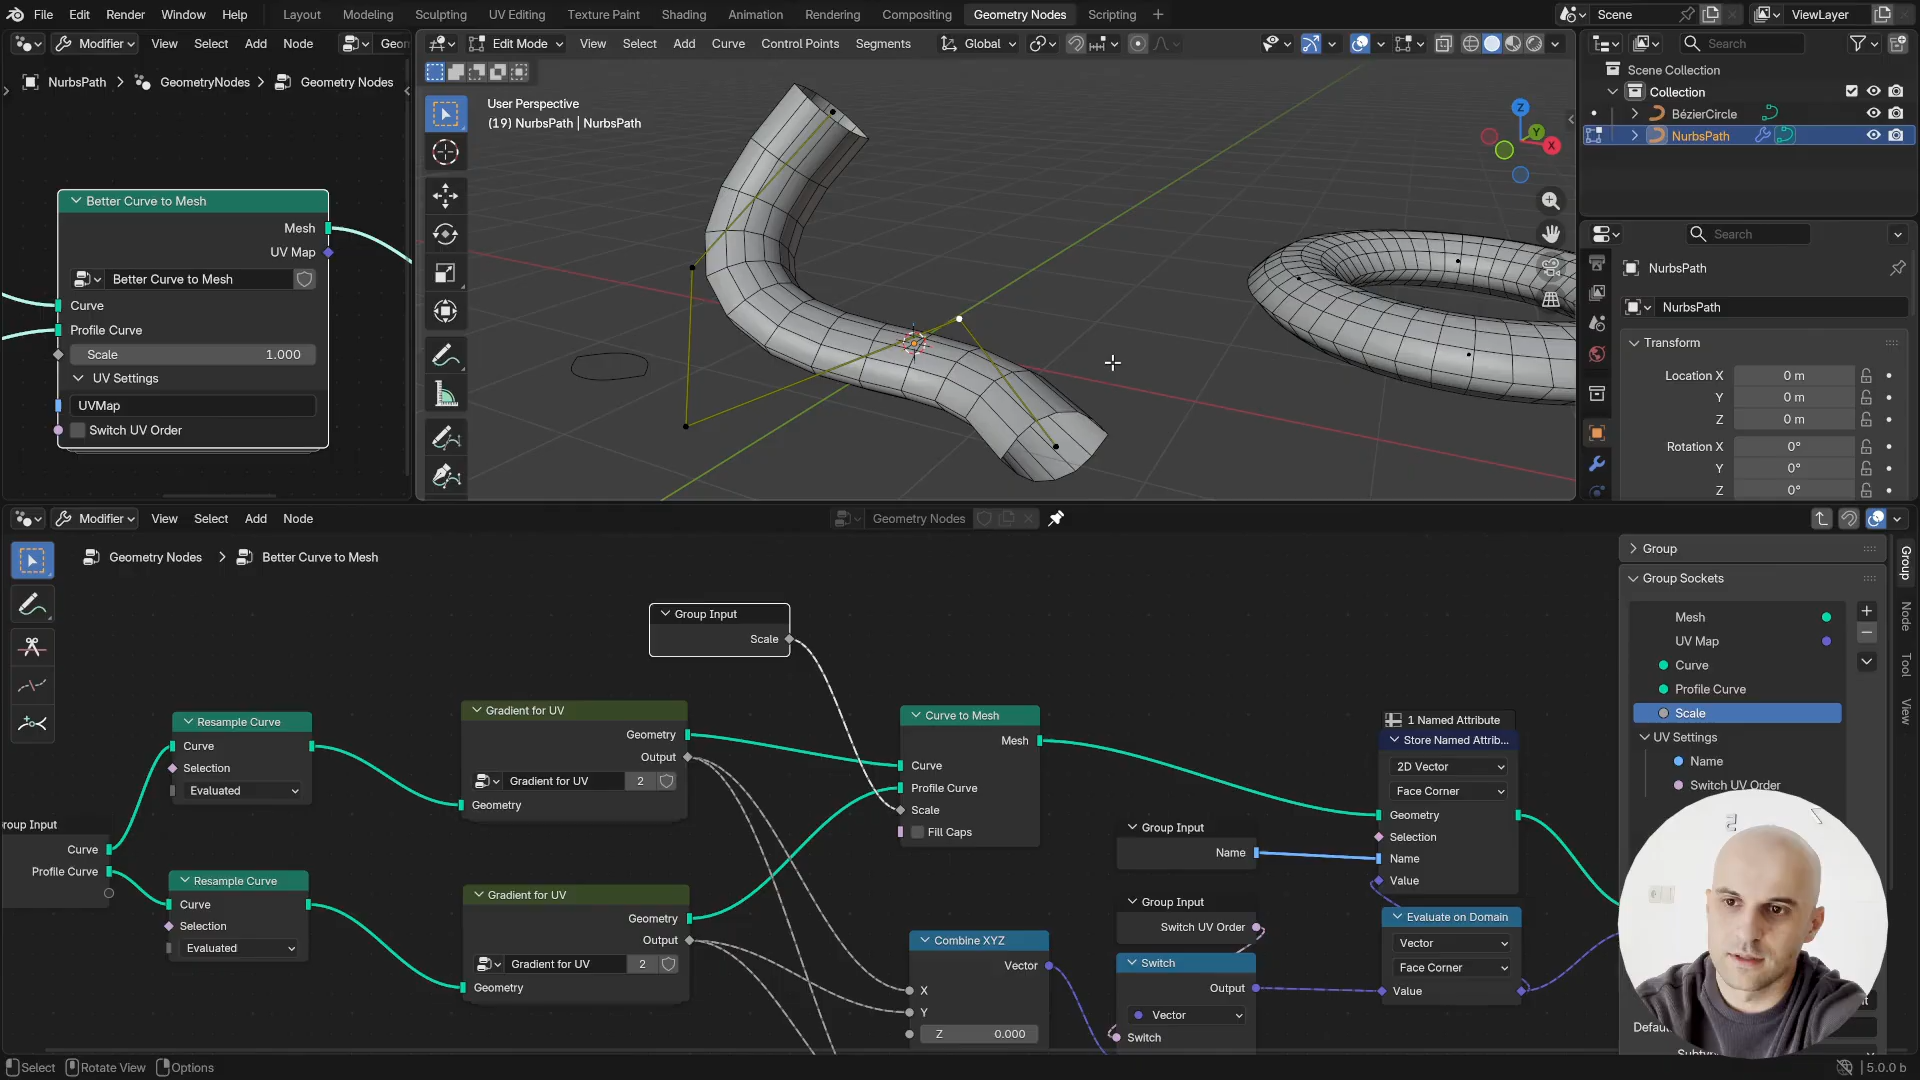 File Edit Render Window Help Layout Modeling Sculpting UV Editing Texture Paint Shading Animation Rendering Compositing Geometry Nodes Scripting Scene ViewLayer
Modifier View Select Add Node Geon
Edit Mode View Select Add Curve Control Points Segments Global Search
NurbsPath GeometryNodes Geometry Nodes
Better Curve to Mesh
Mesh
UV Map
Better Curve to Mesh
Curve
Profile Curve
Scale 1.000
UV Settings
UVMap
Switch UV Order
User Perspective
(19) NurbsPath | NurbsPath
Z
Y
X
Scene Collection
Collection
BézierCircle
NurbsPath
Search
NurbsPath
NurbsPath
Transform
Location X 0 m
Y 0 m
Z 0 m
Rotation X 0°
Y 0°
Z 0°
Modifier View Select Add Node Geometry Nodes
Geometry Nodes Better Curve to Mesh
Group Input
Scale
Resample Curve
Curve
Selection
Evaluated
roup Input
Curve
Profile Curve
Resample Curve
Curve
Selection
Evaluated
Gradient for UV
Geometry
Output
Gradient for UV 2
Geometry
Gradient for UV
Geometry
Output
Gradient for UV 2
Geometry
Curve to Mesh
Mesh
Curve
Profile Curve
Scale
Fill Caps
Combine XYZ
Vector
X
Y
Z 0.000
Group Input
Name
Group Input
Switch UV Order
Switch
Output
Vector
Switch
1 Named Attribute
Store Named Attrib...
2D Vector
Face Corner
Geometry
Selection
Name
Value
Evaluate on Domain
Vector
Face Corner
Value
Group
Group Sockets
Mesh
UV Map
Curve
Profile Curve
Scale
UV Settings
Name
Switch UV Order
Defau
Group
Node
Tool
View
Select Rotate View Options 5.0.0 b